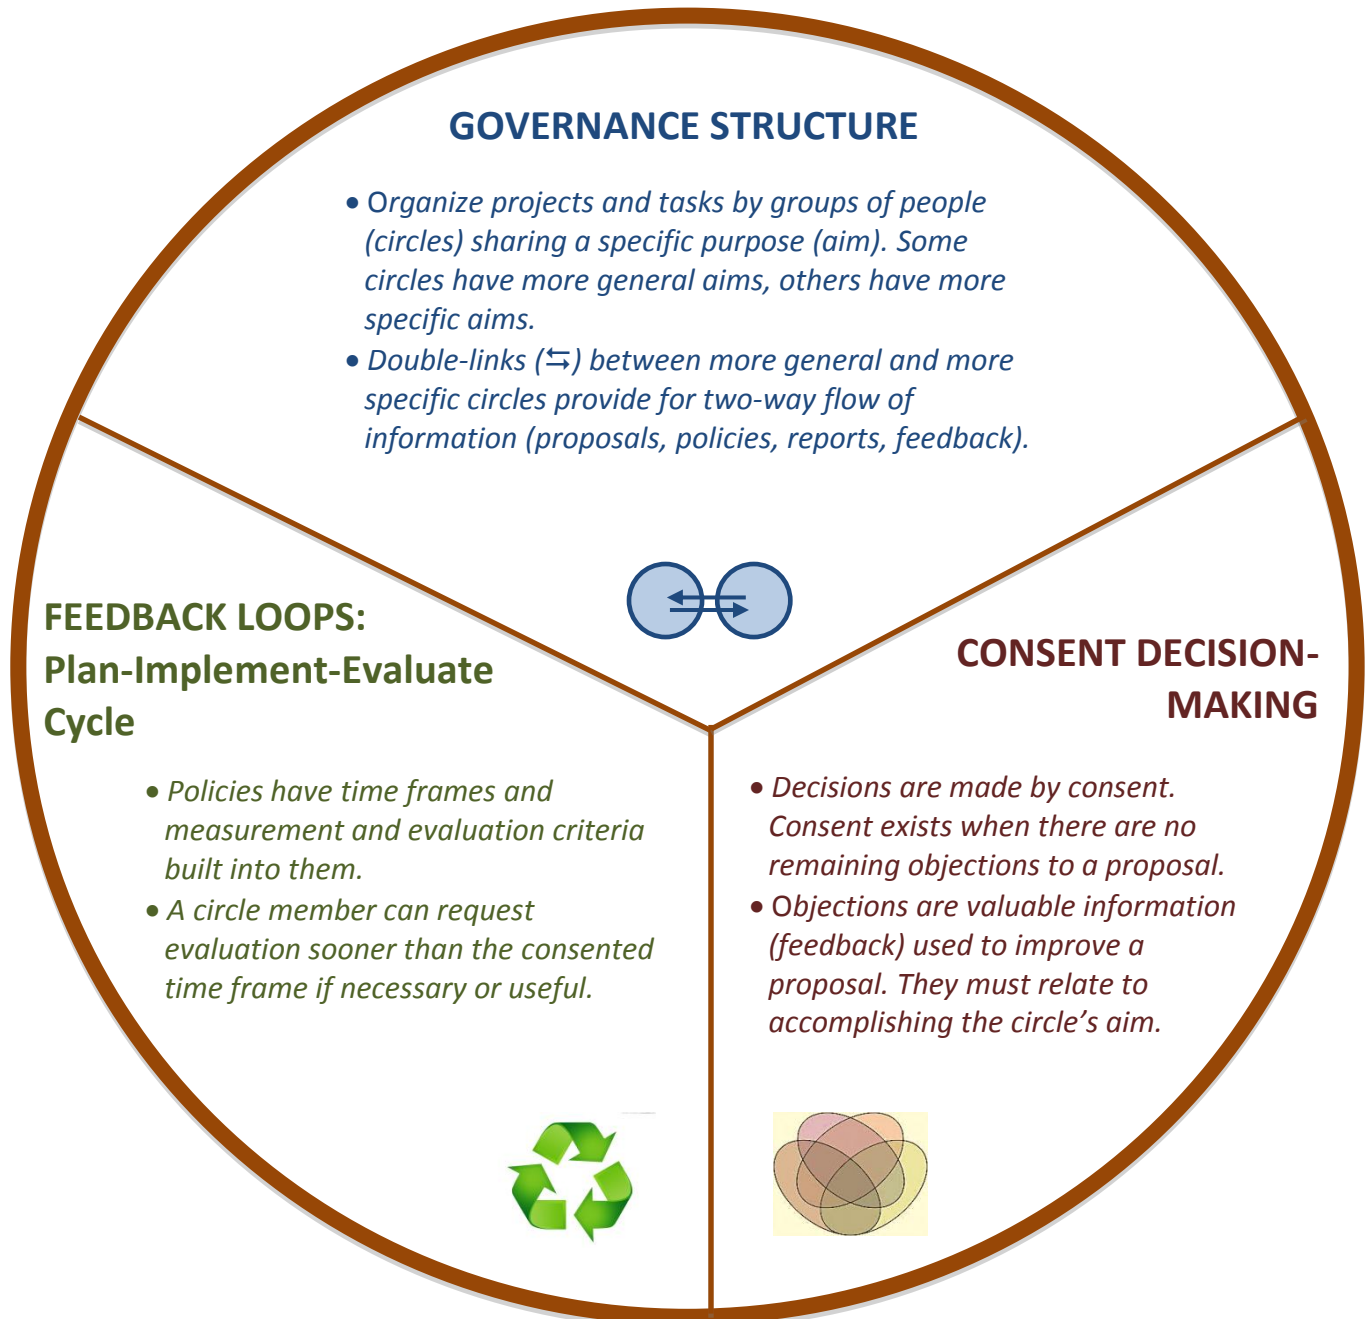 GOVERNANCE STRUCTURE
• Organize projects and tasks by groups of people
(circles) sharing a specific purpose (aim). Some
circles have more general aims, others have more
specific aims.
• Double-links (⇆) between more general and more
specific circles provide for two-way flow of
information (proposals, policies, reports, feedback).
FEEDBACK LOOPS:
Plan-Implement-Evaluate
Cycle
• Policies have time frames and
measurement and evaluation criteria
built into them.
• A circle member can request
evaluation sooner than the consented
time frame if necessary or useful.
CONSENT DECISION-
MAKING
• Decisions are made by consent.
Consent exists when there are no
remaining objections to a proposal.
• Objections are valuable information
(feedback) used to improve a
proposal. They must relate to
accomplishing the circle’s aim.